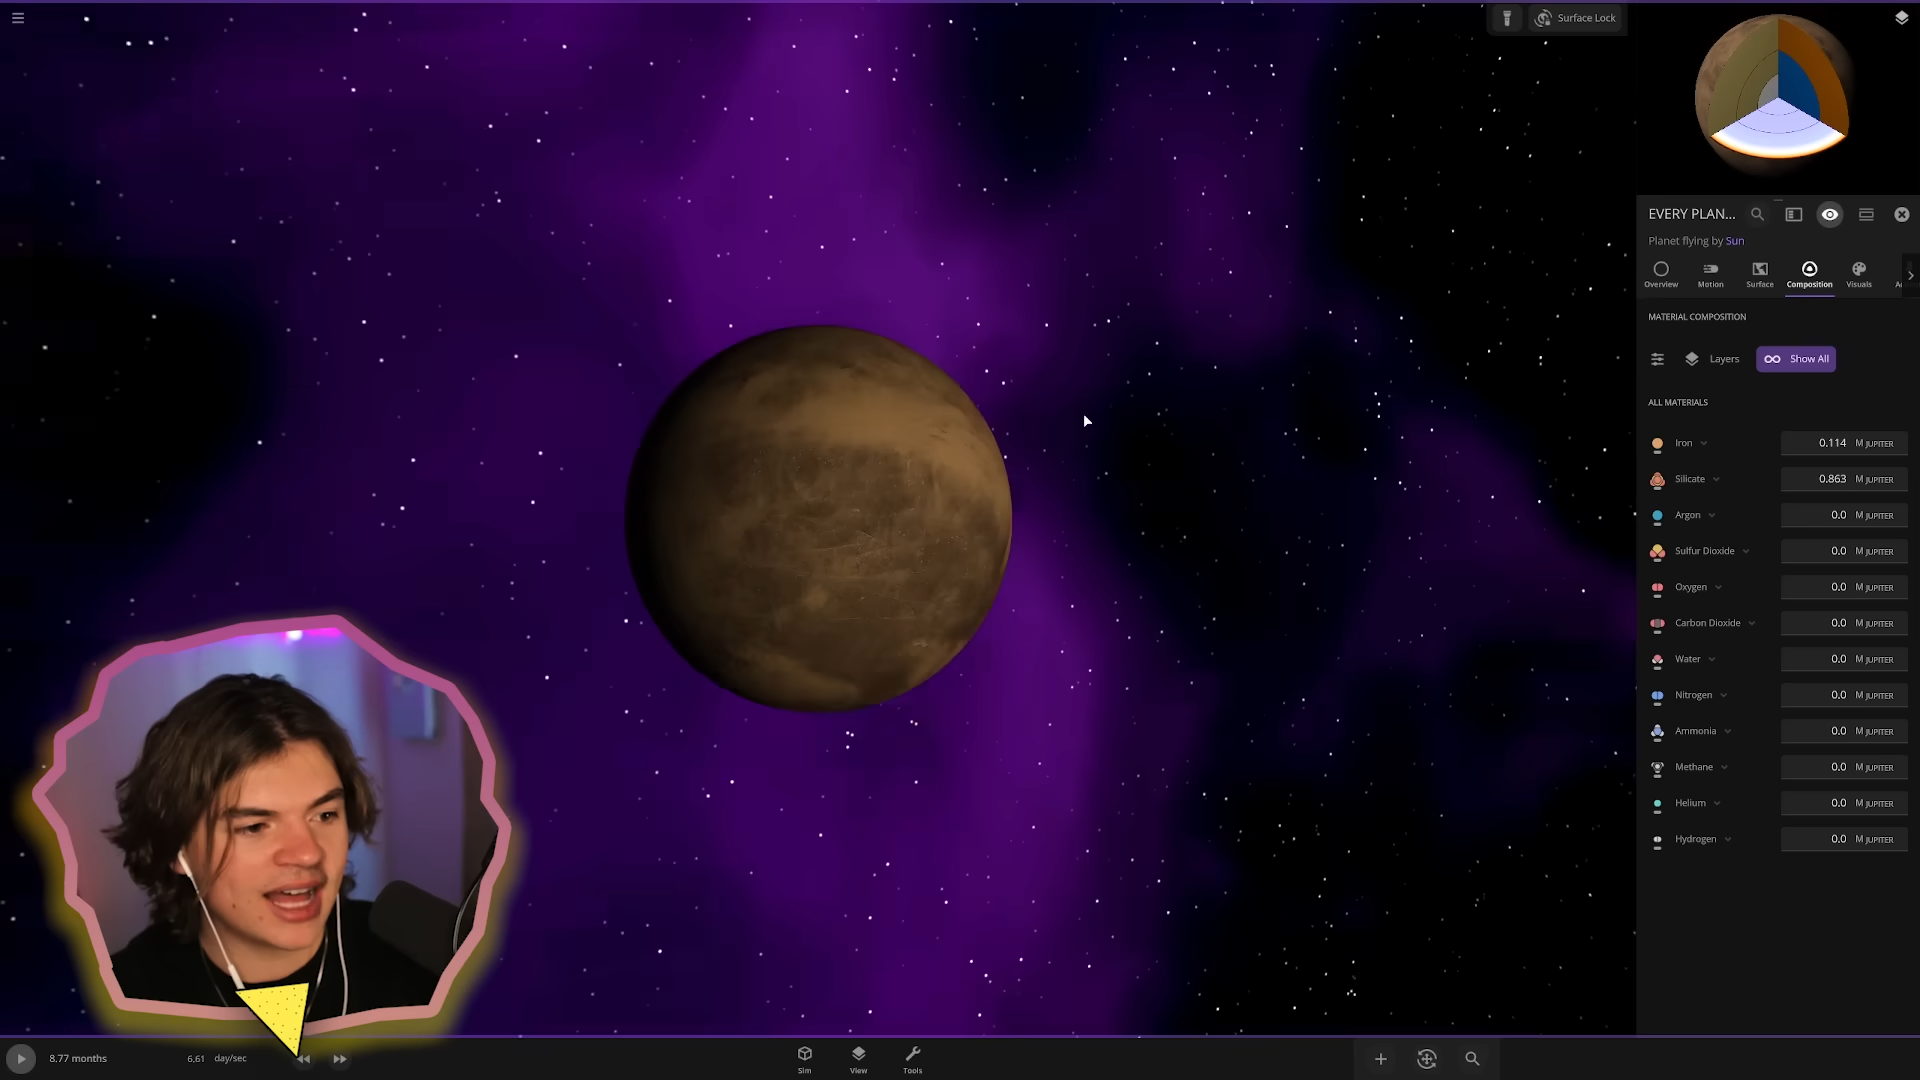 Surface Lock
EVERY PLAN...
Planet flying by Sun
Overview
Motion
Surface
Composition
Visuals
MATERIAL COMPOSITION
Layers
Show All
ALL MATERIALS
Iron 0.114 M JUPITER
Silicate 0.863 M JUPITER
Argon 0.0 M JUPITER
Sulfur Dioxide 0.0 M JUPITER
Oxygen 0.0 M JUPITER
Carbon Dioxide 0.0 M JUPITER
Water 0.0 M JUPITER
Nitrogen 0.0 M JUPITER
Ammonia 0.0 M JUPITER
Methane 0.0 M JUPITER
Helium 0.0 M JUPITER
Hydrogen 0.0 M JUPITER
8.77 months
6.61 day/sec
Sim
View
Tools